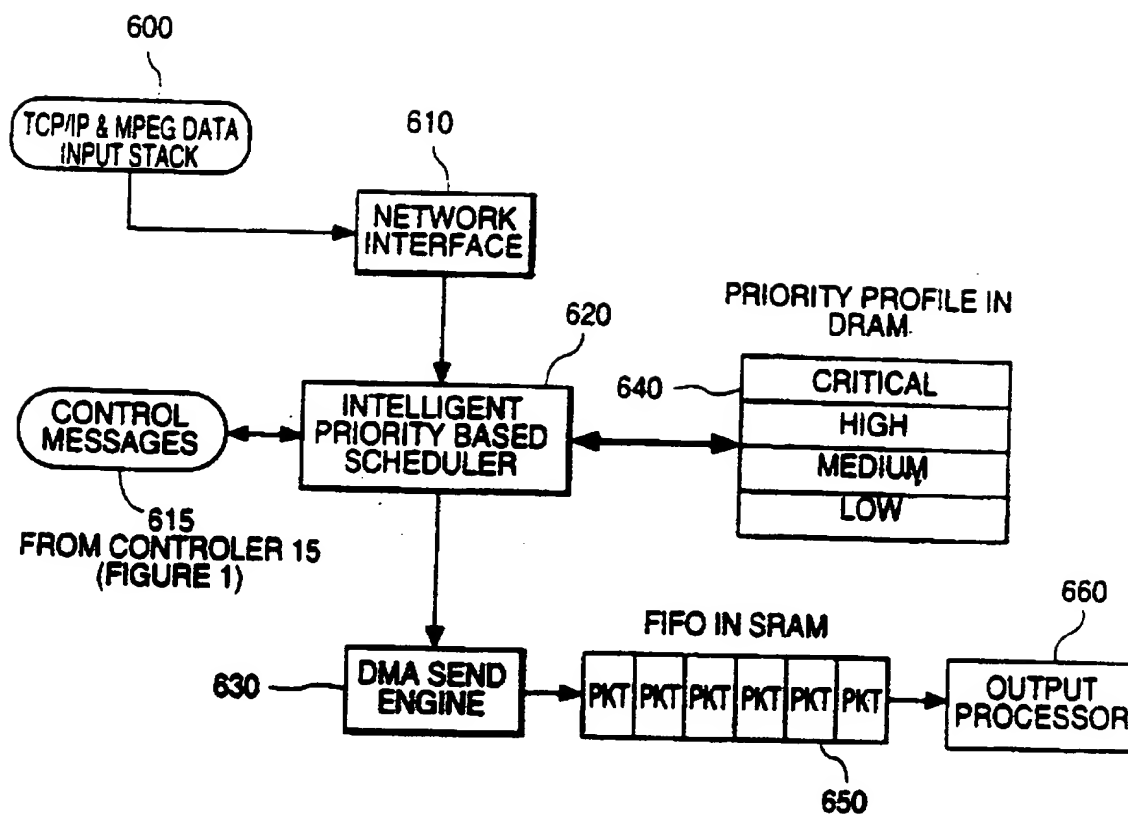 600
TCP/IP & MPEG DATA
INPUT STACK
610
NETWORK
INTERFACE
620
PRIORITY PROFILE IN
DRAM
640
CRITICAL
HIGH
MEDIUM
LOW
CONTROL
MESSAGES
INTELLIGENT
PRIORITY BASED
SCHEDULER
615
FROM CONTROLER 15
(FIGURE 1)
FIFO IN SRAM
660
630
DMA SEND
ENGINE
PKT PKT PKT PKT PKT PKT
OUTPUT
PROCESSOR
650